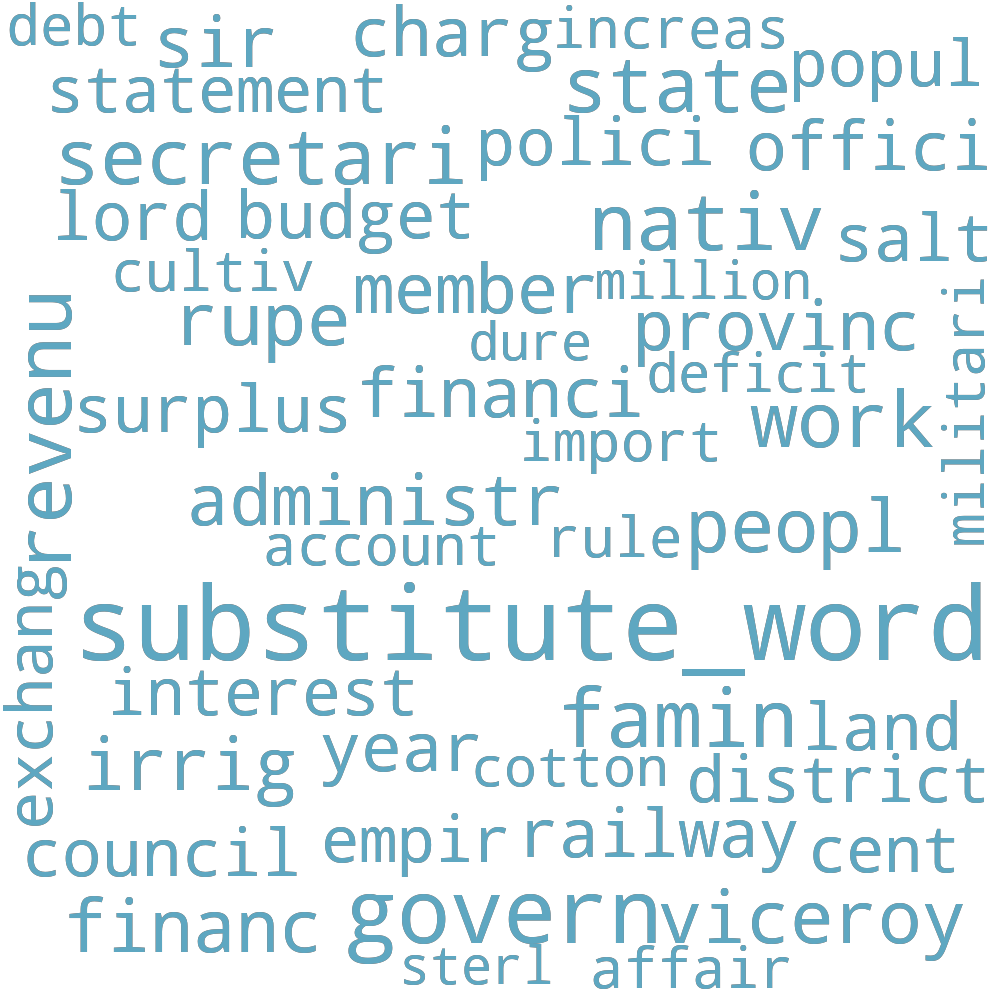 debt sir charg increas
statement state popul
secretari polici offici
lord budget nativ salt
cultiv member million
rupe dure provinc militari
revenu surplus financi deficit
import work
administr
account rule peopl
exchang substitute_word
interest famin land
irrig year cotton district
council empir railway cent
financ govern viceroy
sterl affair